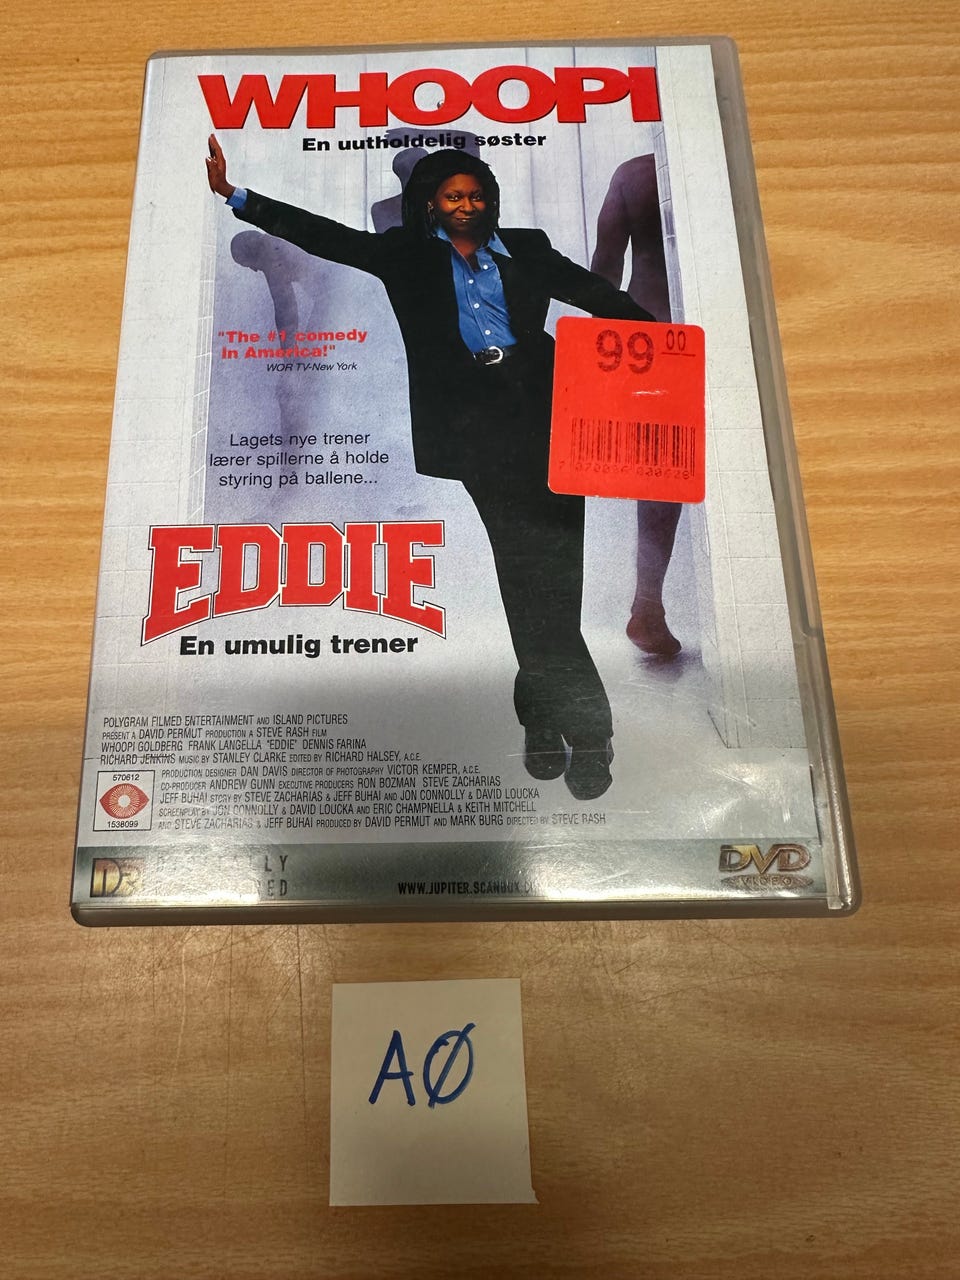 WHOOPI
En uutholdelig søster
"The #1 comedy
in America!"
WOR TV-New York
99 00
Lagets nye trener
lærer spillerne å holde
styring på ballene...
EDDIE
En umulig trener
POLYGRAM FILMED ENTERTAINMENT AND ISLAND PICTURES
PRESENT A DAVID PERMUT PRODUCTION A STEVE RASH FILM
WHOOPI GOLDBERG FRANK LANGELLA "EDDIE" DENNIS FARINA
RICHARD JENKINS MUSIC BY STANLEY CLARKE EDITED BY RICHARD HALSEY, A.C.E.
PRODUCTION DESIGNER DAN DAVIS DIRECTOR OF PHOTOGRAPHY VICTOR KEMPER, A.C.E.
CO-PRODUCER ANDREW GUNN EXECUTIVE PRODUCERS RON BOZMAN STEVE ZACHARIAS
JEFF BUHAI STORY BY STEVE ZACHARIAS & JEFF BUHAI AND JON CONNOLLY & DAVID LOUCKA
SCREENPLAY BY JON CONNOLLY & DAVID LOUCKA AND ERIC CHAMPNELLA & KEITH MITCHELL
AND STEVE ZACHARIAS & JEFF BUHAI PRODUCED BY DAVID PERMUT AND MARK BURG DIRECTED BY STEVE RASH
570612
1538099
DVD
VIDEO
WWW.JUPITER.SCANBOX.
AØ